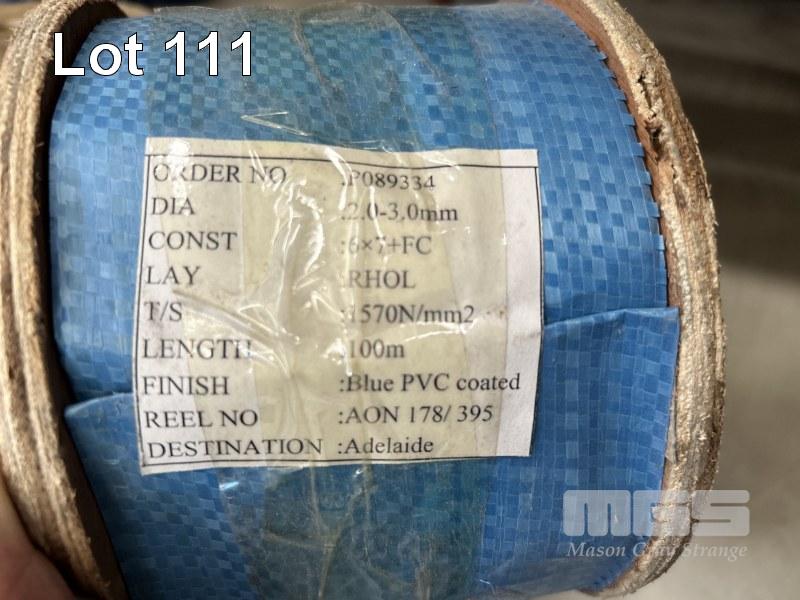 Lot 111
ORDER NO :P089334
DIA :2.0-3.0mm
CONST :6×7+FC
LAY :RHOL
T/S :1570N/mm2
LENGTH :100m
FINISH :Blue PVC coated
REEL NO :AON 178/ 395
DESTINATION :Adelaide
MGS
Mason Gray Strange